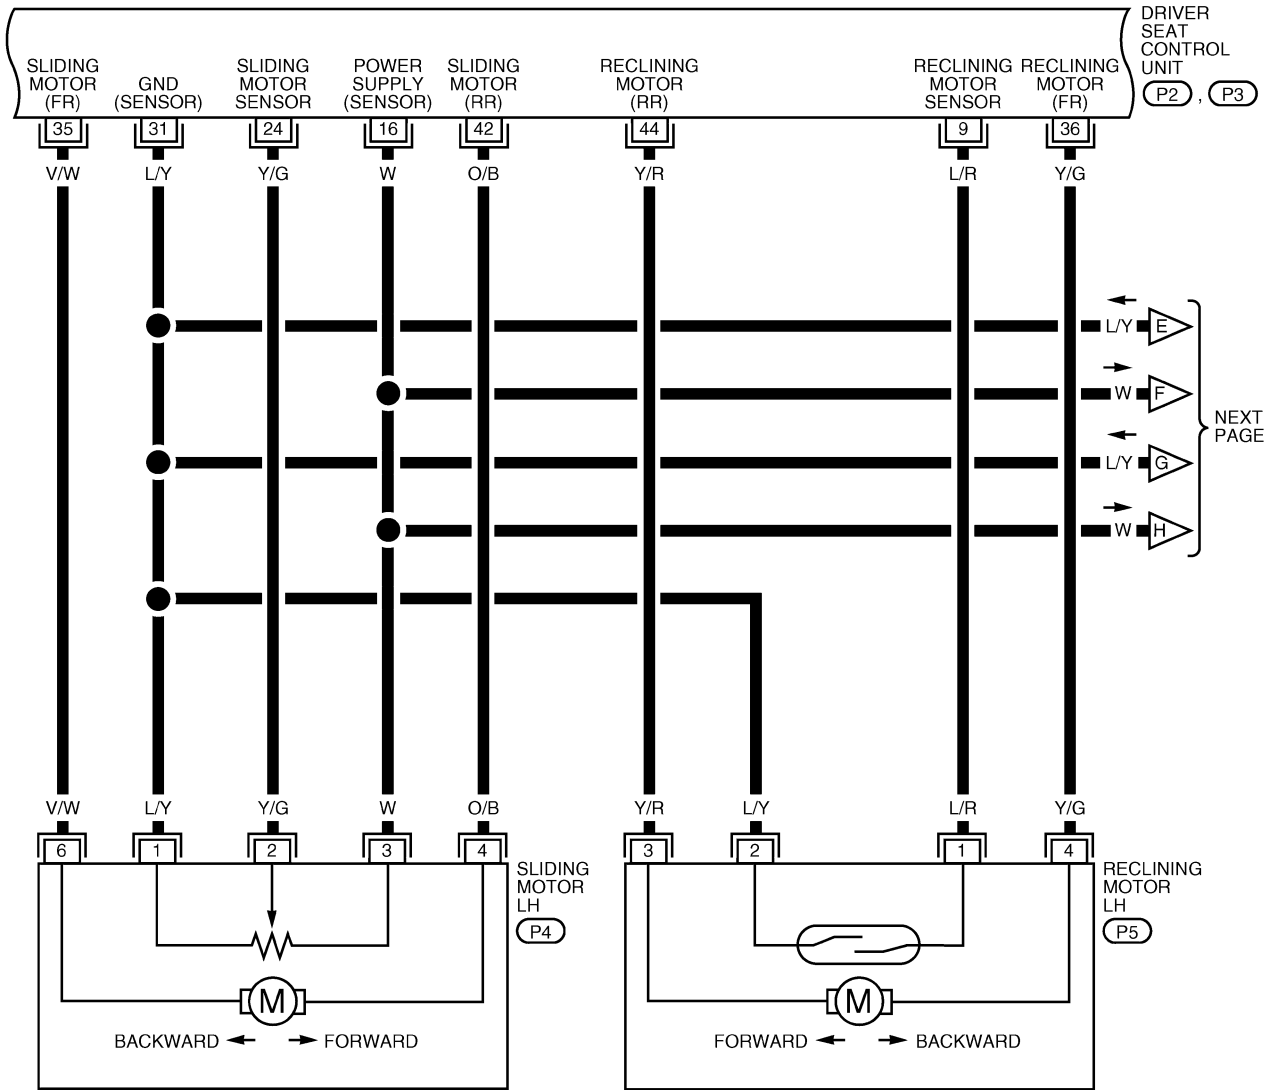 DRIVER
SEAT
CONTROL
UNIT
P2 , P3
SLIDING
MOTOR
(FR)
GND
(SENSOR)
SLIDING
MOTOR
SENSOR
POWER
SUPPLY
(SENSOR)
SLIDING
MOTOR
(RR)
RECLINING
MOTOR
(RR)
RECLINING
MOTOR
SENSOR
RECLINING
MOTOR
(FR)
35 31 24 16 42 44 9 36
V/W L/Y Y/G W O/B Y/R L/R Y/G
L/Y E
W F
L/Y G
W H
NEXT
PAGE
V/W L/Y Y/G W O/B Y/R L/Y L/R Y/G
6 1 2 3 4 3 2 1 4
SLIDING
MOTOR
LH
P4
RECLINING
MOTOR
LH
P5
M M
BACKWARD FORWARD FORWARD BACKWARD